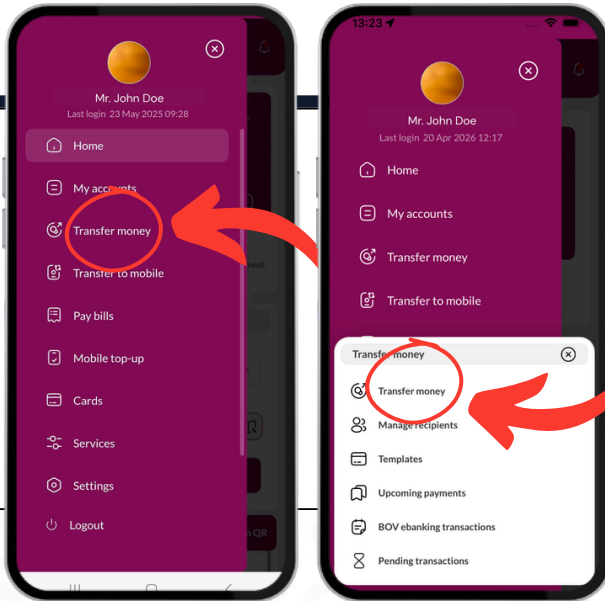 Mr. John Doe
Last login 23 May 2025 09:28
Home
My accounts
Transfer money
Transfer to mobile
Pay bills
Mobile top-up
Cards
Services
Settings
Logout
QR
13:23
Mr. John Doe
Last login 20 Apr 2026 12:17
Home
My accounts
Transfer money
Transfer to mobile
Transfer money
Transfer money
Manage recipients
Templates
Upcoming payments
BOV ebanking transactions
Pending transactions